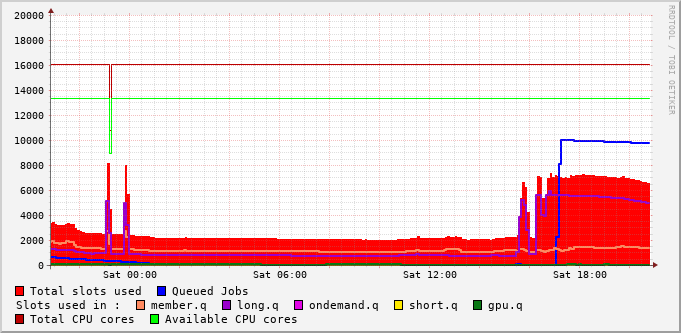 RRDTOOL / TOBI OETIKER
20000
18000
16000
14000
12000
10000
8000
6000
4000
2000
0
Sat 00:00 Sat 06:00 Sat 12:00 Sat 18:00
Total slots used Queued Jobs
Slots used in : member.q long.q ondemand.q short.q gpu.q
Total CPU cores Available CPU cores